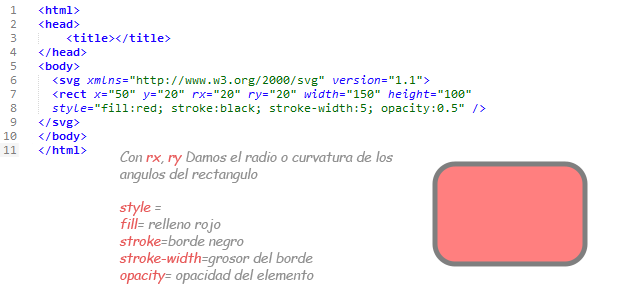 1 <html>
2 <head>
3 <title></title>
4 </head>
5 <body>
6 <svg xmlns="http://www.w3.org/2000/svg" version="1.1">
7 <rect x="50" y="20" rx="20" ry="20" width="150" height="100"
8 style="fill:red; stroke:black; stroke-width:5; opacity:0.5" />
9 </svg>
10 </body>
11 </html>
Con rx, ry Damos el radio o curvatura de los
angulos del rectangulo
style =
fill= relleno rojo
stroke=borde negro
stroke-width=grosor del borde
opacity= opacidad del elemento